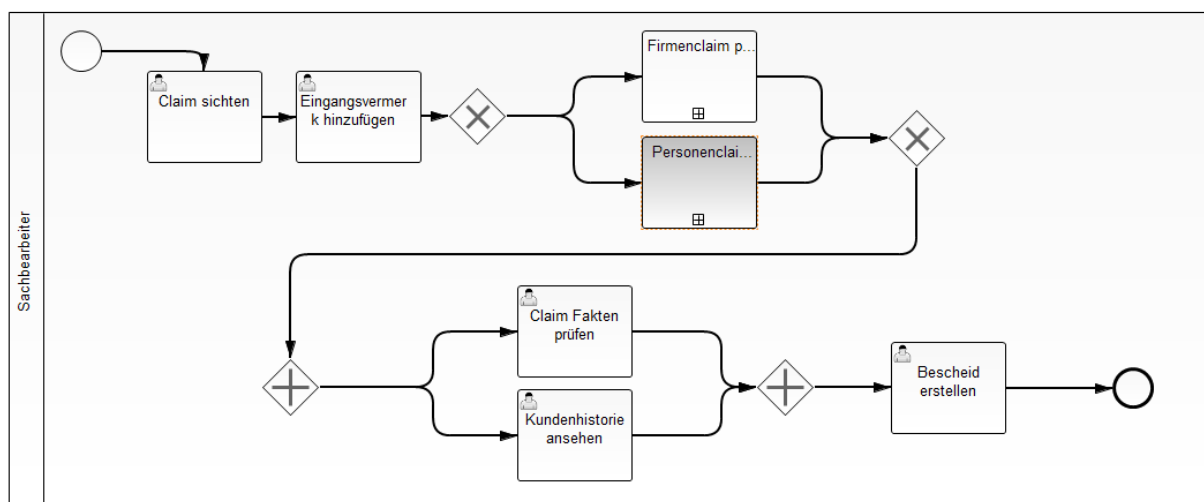 Sachbearbeiter
Claim sichten
Eingangsvermer
k hinzufügen
Firmenclaim p...
Personenclai...
Claim Fakten
prüfen
Kundenhistorie
ansehen
Bescheid
erstellen